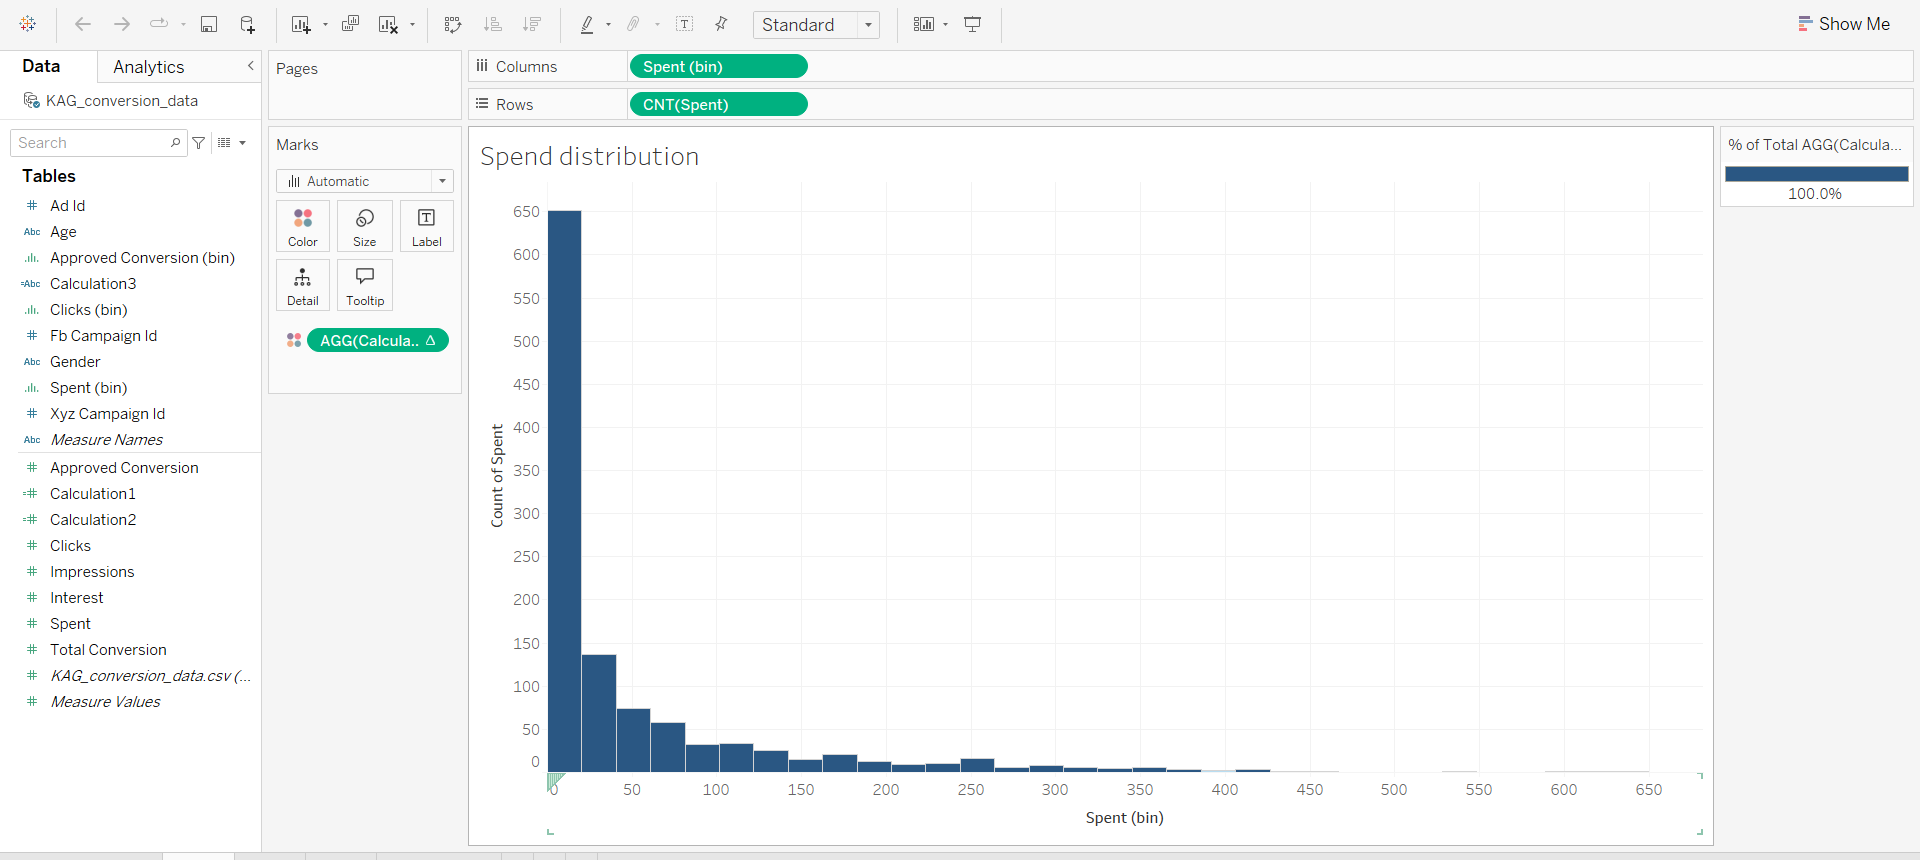 Standard
Show Me
Data
Analytics
KAG_conversion_data
Search
Tables
Ad Id
Abc Age
Approved Conversion (bin)
=Abc Calculation3
Clicks (bin)
Fb Campaign Id
Abc Gender
Spent (bin)
Xyz Campaign Id
Abc Measure Names
Approved Conversion
Calculation1
Calculation2
Clicks
Impressions
Interest
Spent
Total Conversion
KAG_conversion_data.csv (...
Measure Values
Pages
Marks
Automatic
Color
Size
Label
Detail
Tooltip
AGG(Calcula.. Δ
Columns
Spent (bin)
Rows
CNT(Spent)
Spend distribution
650
600
550
500
450
400
350
300
250
200
150
100
50
0
Count of Spent
0 50 100 150 200 250 300 350 400 450 500 550 600 650
Spent (bin)
% of Total AGG(Calcula...
100.0%